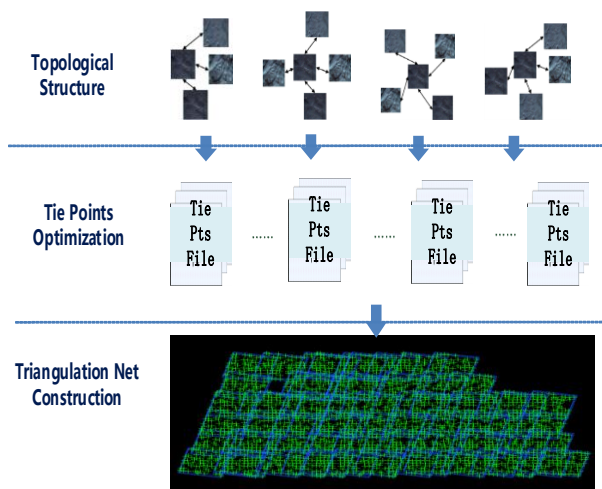 Topological
Structure
Tie Points
Optimization
Tie
Pts
File
......
Tie
Pts
File
......
Tie
Pts
File
......
Tie
Pts
File
Triangulation Net
Construction